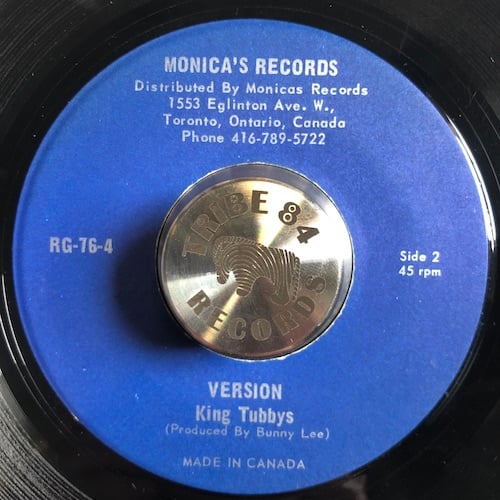 MONICA'S RECORDS
Distributed By Monicas Records
1553 Eglinton Ave. W.,
Toronto, Ontario, Canada
Phone 416-789-5722
TRIBE 84
RECORDS
RG-76-4
Side 2
45 rpm
VERSION
King Tubbys
(Produced By Bunny Lee)
MADE IN CANADA